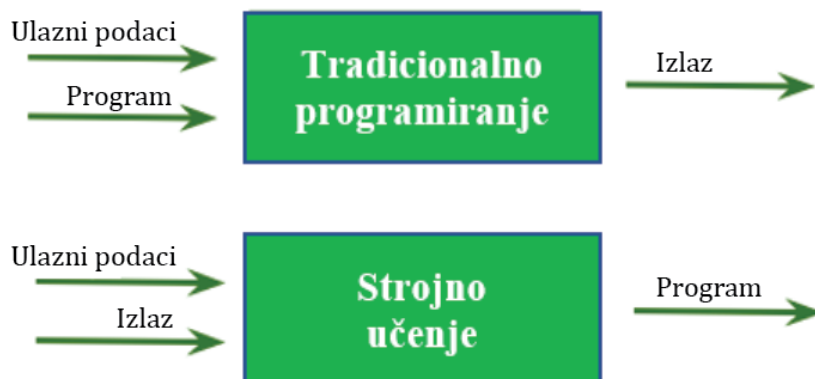 Ulazni podaci
Program
Tradicionalno
programiranje
Izlaz
Ulazni podaci
Izlaz
Strojno
učenje
Program